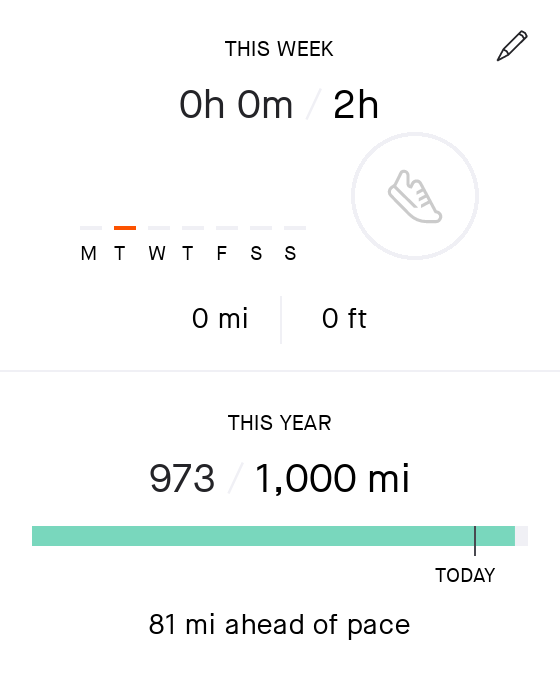 THIS WEEK
0h 0m / 2h
M T W T F S S
0 mi 0 ft
THIS YEAR
973 / 1,000 mi
TODAY
81 mi ahead of pace